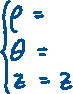 ρ =
θ =
z = z